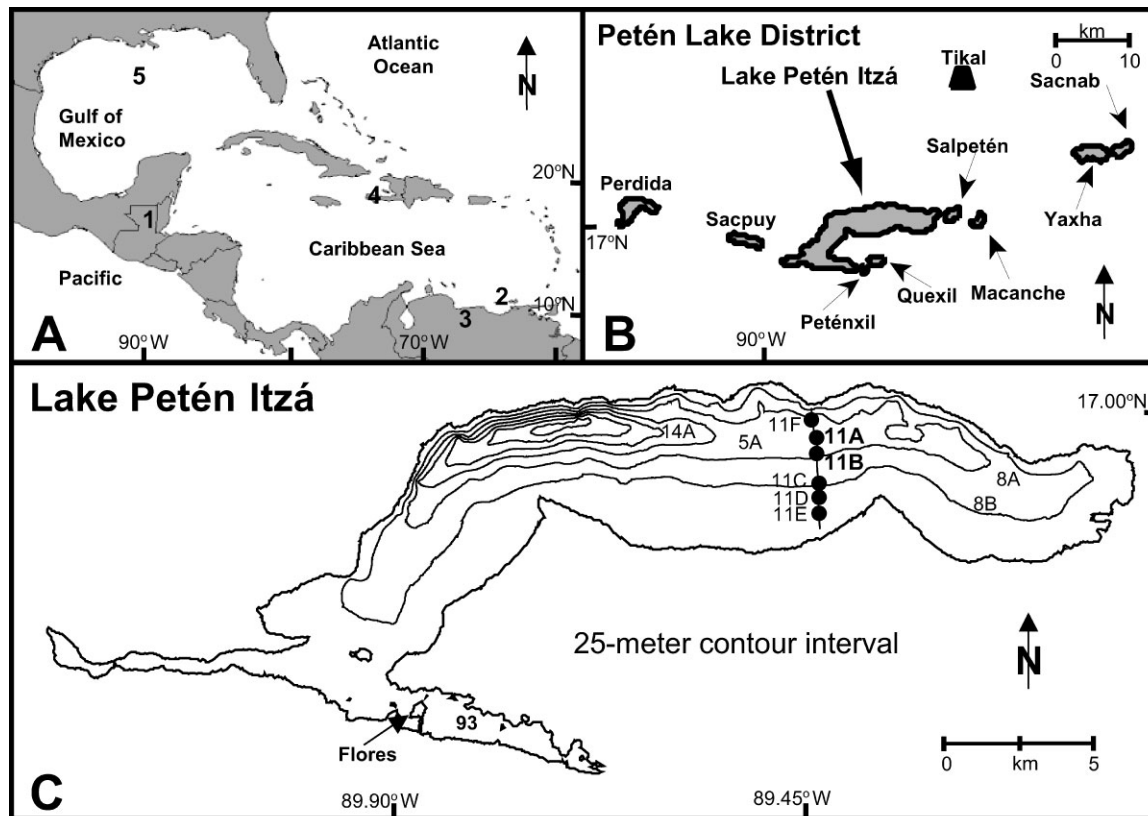 Atlantic
Ocean
N
5
Gulf of
Mexico
20°N
4
1
Caribbean Sea
Pacific
2
10°N
3
A
90°W
70°W
Petén Lake District
km
0 10
Tikal
Lake Petén Itzá
Sacnab
Salpetén
Perdida
Sacpuy
Yaxha
17°N
Quexil
Macanche
Peténxil
N
B
90°W
Lake Petén Itzá
17.00°N
11F
14A
5A
11A
11B
8A
11C
11D
8B
11E
25-meter contour interval
N
93
Flores
0 km 5
C
89.90°W
89.45°W